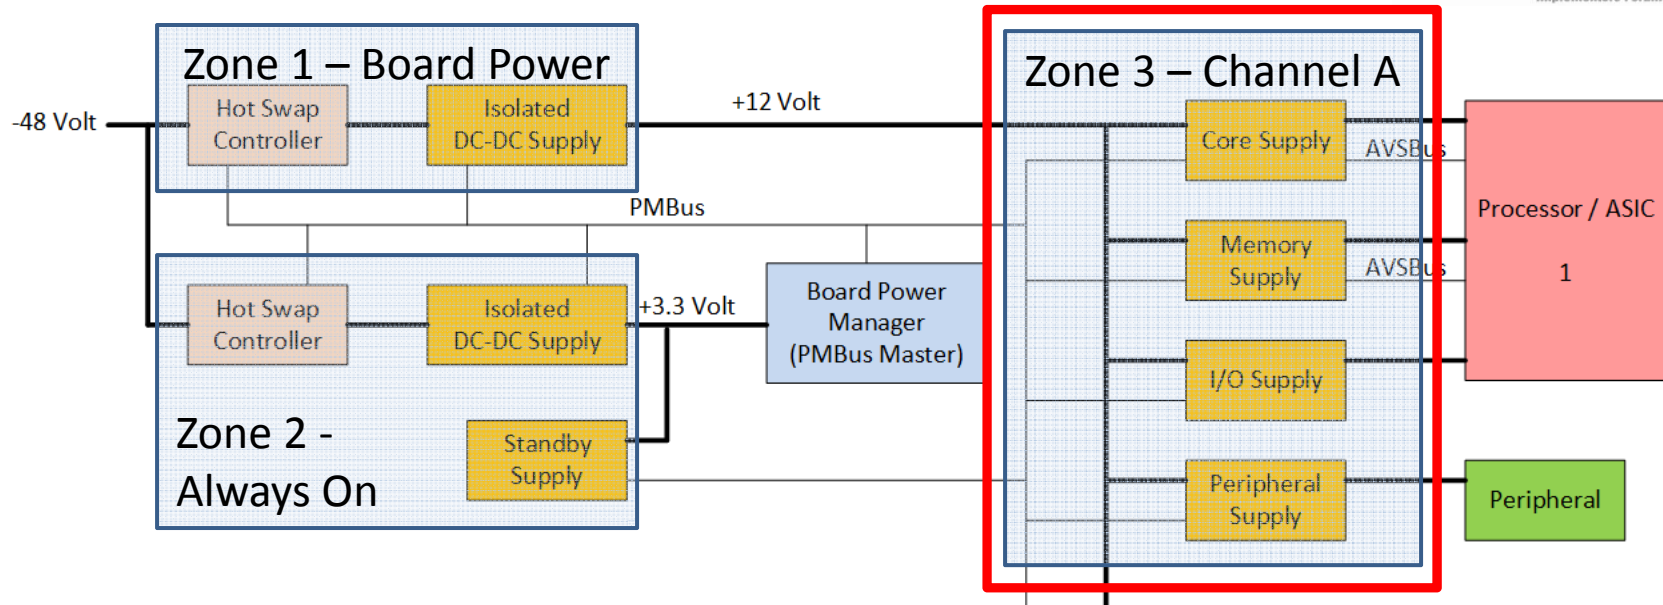 Zone 1 – Board Power
Hot Swap
Controller
Isolated
DC-DC Supply
-48 Volt
+12 Volt
PMBus
Zone 2 -
Always On
Hot Swap
Controller
Isolated
DC-DC Supply
+3.3 Volt
Standby
Supply
Board Power
Manager
(PMBus Master)
Zone 3 – Channel A
Core Supply
AVSBus
Memory
Supply
AVSBus
I/O Supply
Peripheral
Supply
Processor / ASIC
1
Peripheral